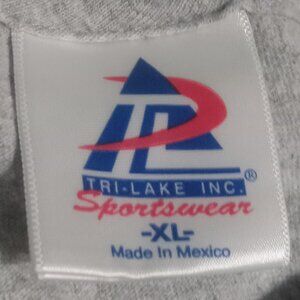 TRI-LAKE INC.®
Sportswear
-XL-
Made In Mexico